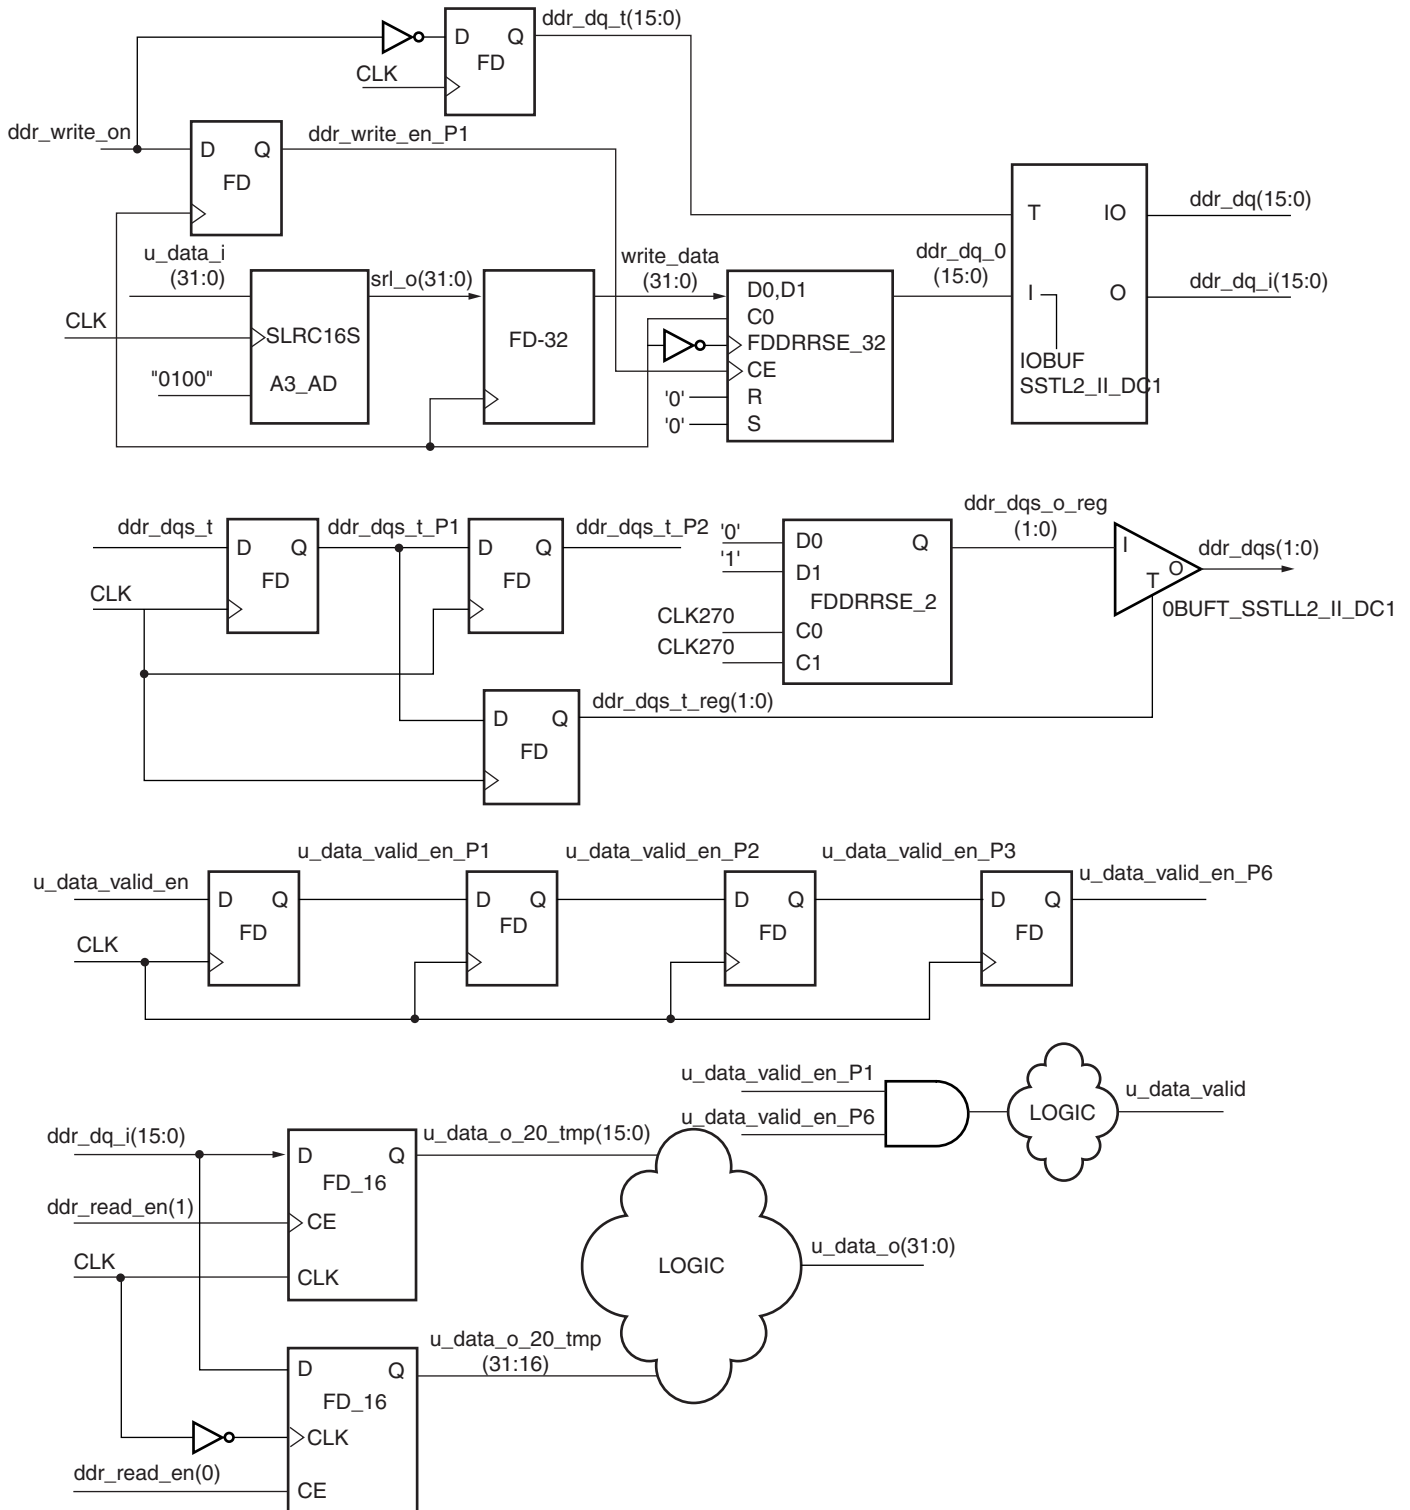 ddr_dq_t(15:0)
D Q
FD
CLK
ddr_write_on
D Q
FD
ddr_write_en_P1
u_data_i
(31:0)
CLK
"0100"
SLRC16S
A3_AD
srl_o(31:0)
FD-32
write_data
(31:0)
D0,D1
C0
FDDRRSE_32
CE
'0' R
'0' S
ddr_dq_0
(15:0)
T IO
I O
IOBUF
SSTL2_II_DC1
ddr_dq(15:0)
ddr_dq_i(15:0)
ddr_dqs_t
CLK
D Q
FD
ddr_dqs_t_P1
D Q
FD
ddr_dqs_t_P2
D Q
FD
ddr_dqs_t_reg(1:0)
'0'
'1'
CLK270
CLK270
D0 Q
D1
FDDRRSE_2
C0
C1
ddr_dqs_o_reg
(1:0)
I
T O
ddr_dqs(1:0)
0BUFT_SSTLL2_II_DC1
u_data_valid_en
CLK
D Q
FD
u_data_valid_en_P1
D Q
FD
u_data_valid_en_P2
D Q
FD
u_data_valid_en_P3
D Q
FD
u_data_valid_en_P6
u_data_valid_en_P1
u_data_valid_en_P6
LOGIC
u_data_valid
ddr_dq_i(15:0)
ddr_read_en(1)
CLK
D Q
FD_16
CE
CLK
u_data_o_20_tmp(15:0)
LOGIC
u_data_o(31:0)
u_data_o_20_tmp
(31:16)
D Q
FD_16
CLK
ddr_read_en(0)
CE